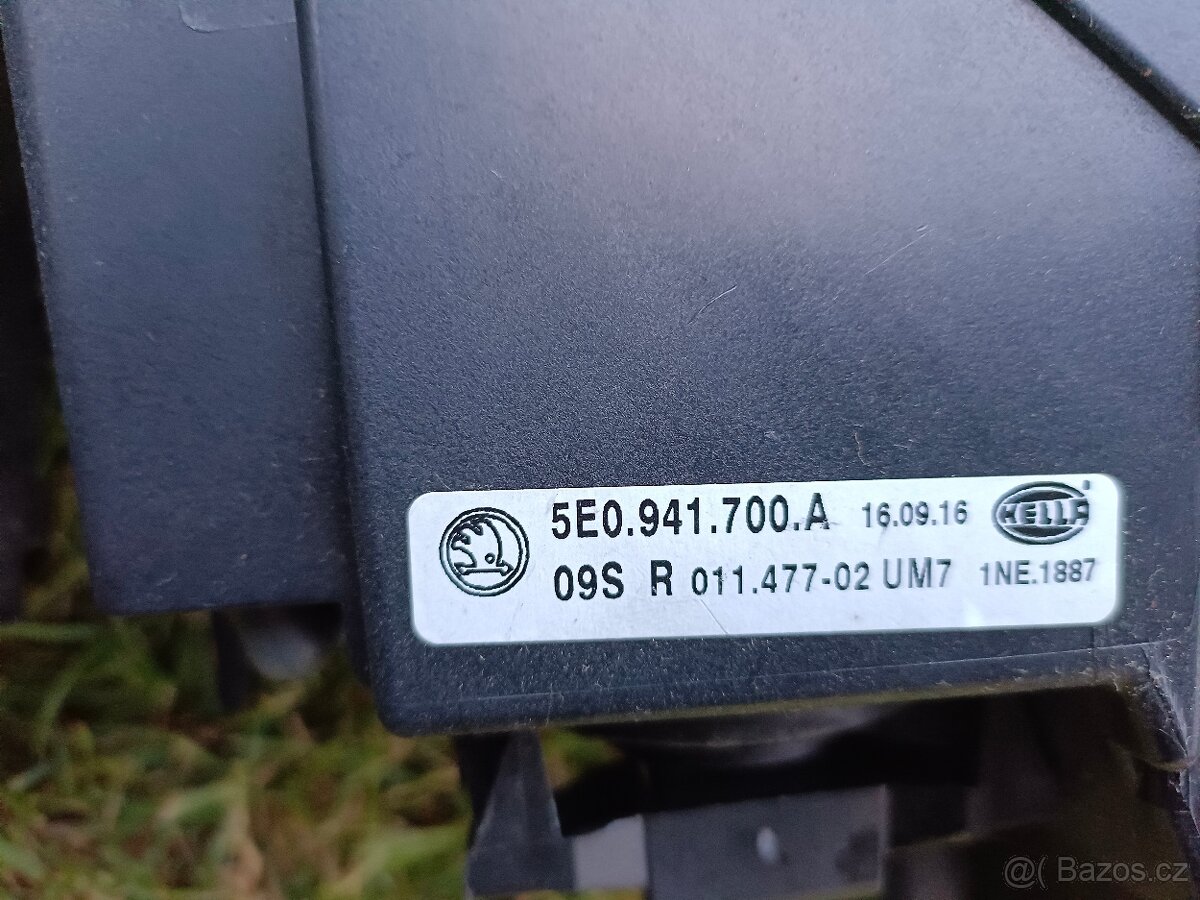 5E0.941.700.A 16.09.16 HELLA
09S R 011.477-02 UM7 1NE.1887
@( Bazos.cz